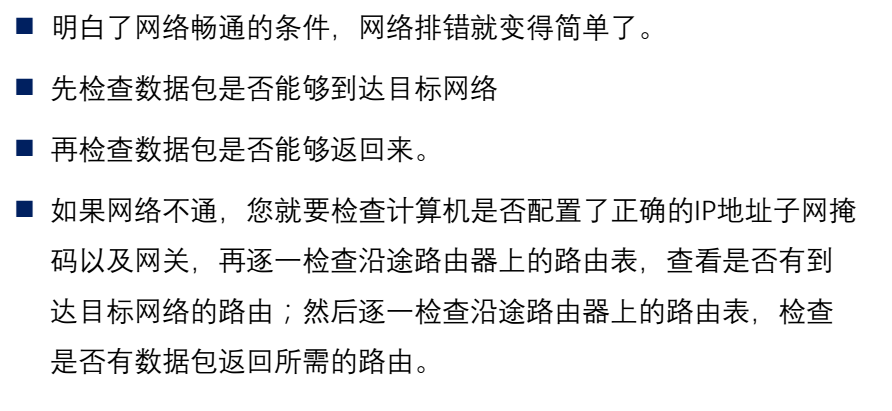 明白了网络畅通的条件，网络排错就变得简单了。
先检查数据包是否能够到达目标网络
再检查数据包是否能够返回来。
如果网络不通，您就要检查计算机是否配置了正确的IP地址子网掩
码以及网关，再逐一检查沿途路由器上的路由表，查看是否有到
达目标网络的路由；然后逐一检查沿途路由器上的路由表，检查
是否有数据包返回所需的路由。